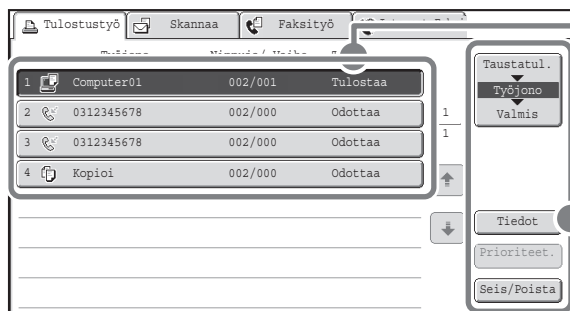 Tulostustyö Skannaa Faksityö
Työjono
1 Computer01 002/001 Tulostaa
2 0312345678 002/000 Odottaa
3 0312345678 002/000 Odottaa
4 Kopioi 002/000 Odottaa
1
1
Taustatul.
Työjono
Valmis
Tiedot
Prioriteet.
Seis/Poista